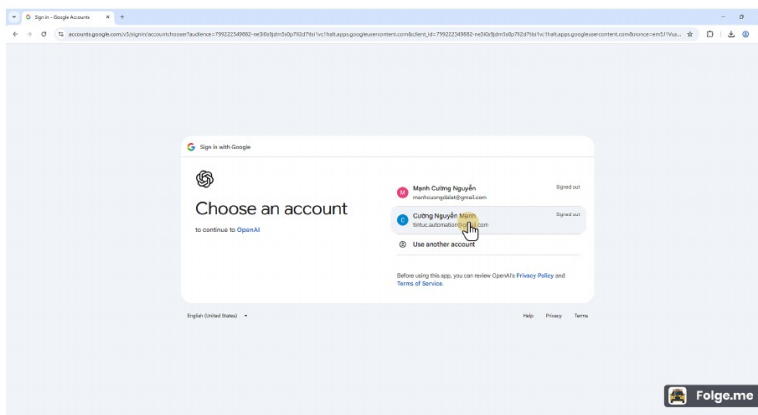 Sign in - Google Accounts
Sign in with Google
Choose an account
to continue to OpenAI
Mạnh Cường Nguyễn
Signed out
manhcuongdalat@gmail.com
Cường Nguyễn Mạnh
Signed out
Use another account
Before using this app, you can review OpenAI's Privacy Policy and
Terms of Service.
English (United States)
Help Privacy Terms
Folge.me